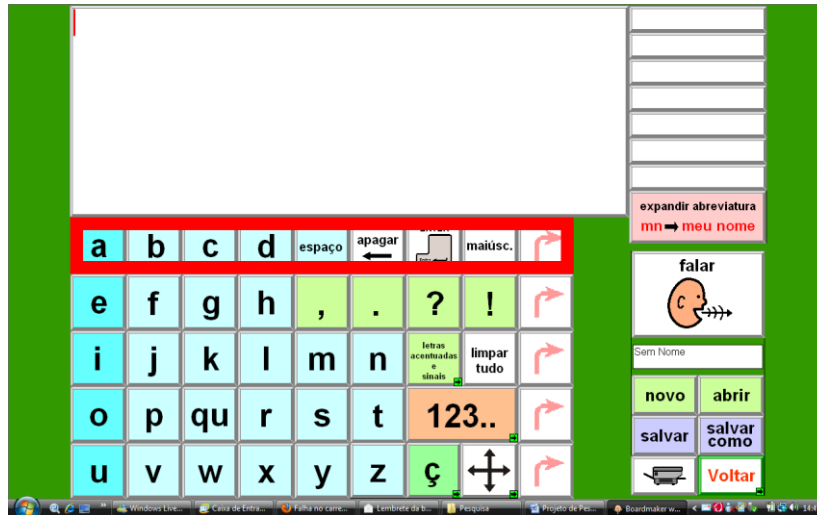 a b c d espaço apagar maiúsc.
e f g h , . ? !
i j k l m n letras acentuadas e sinais limpar tudo
o p qu r s t 123..
u v w x y z ç
expandir abreviatura
mn → meu nome
falar
Sem Nome
novo abrir
salvar salvar como
Voltar
Windows Live... Caixa de Entra... Falha no carre... Lembrete da b... Pesquisa Projeto de Pes... Boardmaker w...